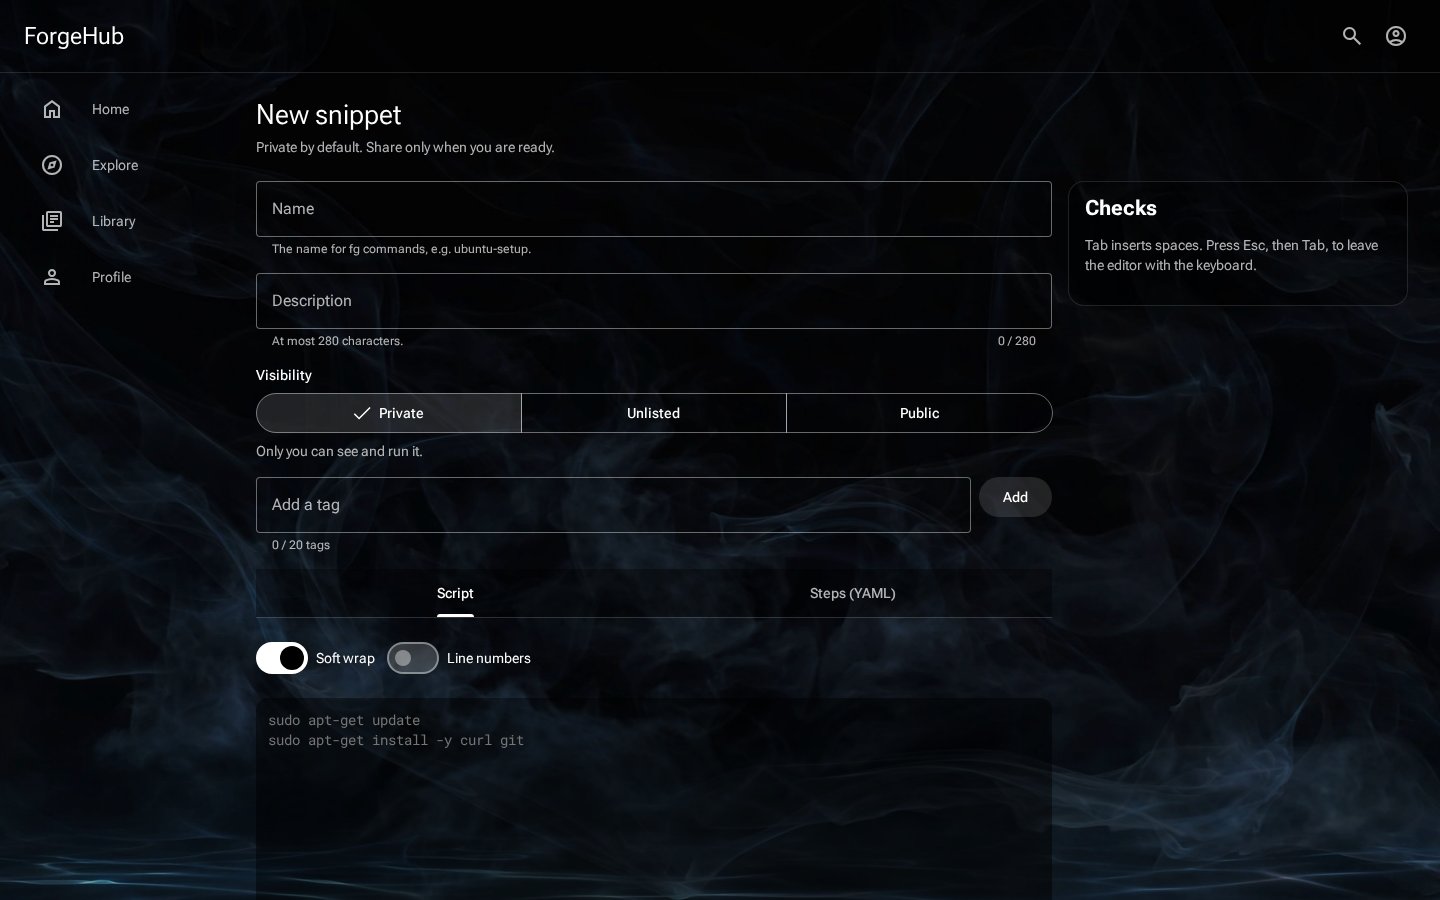 ForgeHub
Home
Explore
Library
Profile
New snippet
Private by default. Share only when you are ready.
Name
The name for fg commands, e.g. ubuntu-setup.
Description
At most 280 characters.
0 / 280
Visibility
Private
Unlisted
Public
Only you can see and run it.
Add a tag
Add
0 / 20 tags
Script
Steps (YAML)
Soft wrap
Line numbers
sudo apt-get update
sudo apt-get install -y curl git
Checks
Tab inserts spaces. Press Esc, then Tab, to leave
the editor with the keyboard.